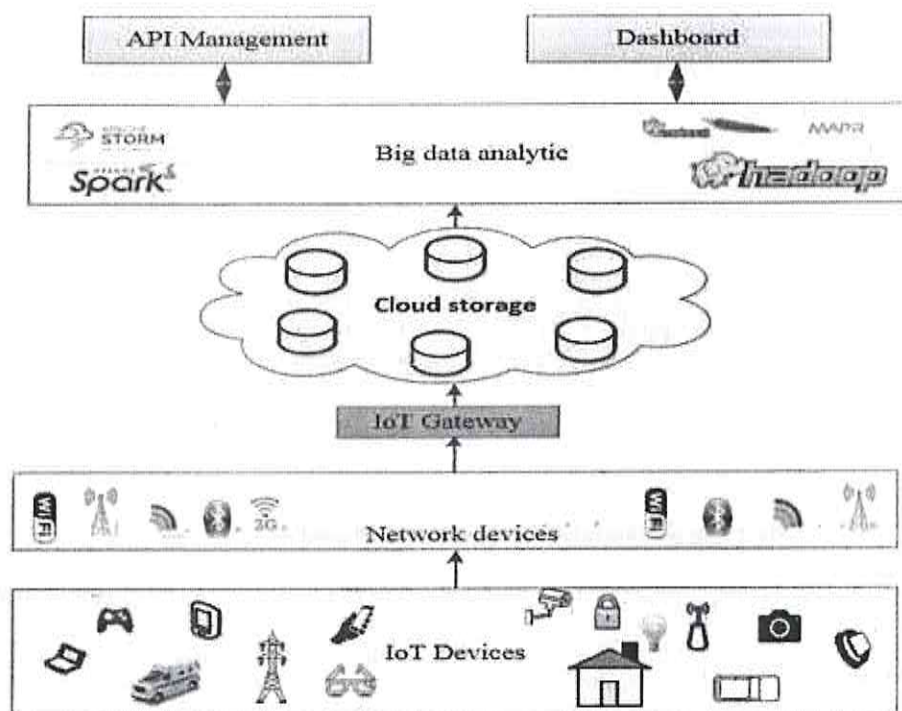 API Management
Dashboard
APACHE
STORM
MAPR
Big data analytic
Spark
hadoop
Cloud storage
IoT Gateway
WiFi
3G
WiFi
Network devices
IoT Devices